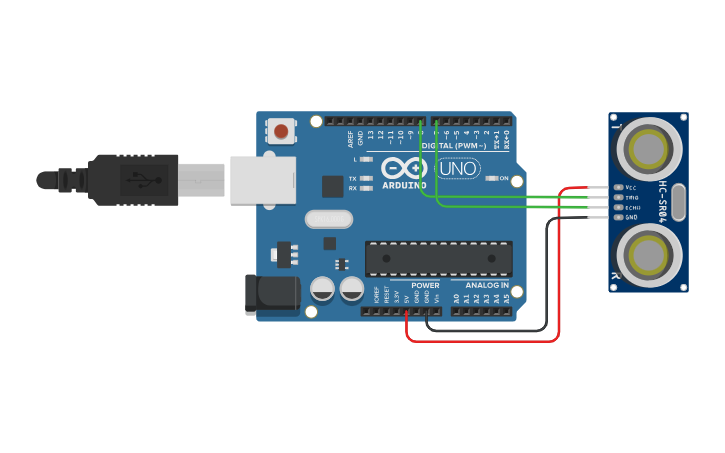 AREF
GND
13
12
~11
~10
~9
~6
~5
4
~3
2
TX→1
RX←0
DIGITAL (PWM~)
L
TX
RX
ARDUINO
UNO
ON
POWER
ANALOG IN
IOREF
RESET
3.3V
5V
GND
GND
Vin
A0
A1
A2
A3
A4
A5
T
VCC
TRIG
ECHO
GND
HC-SR04
R